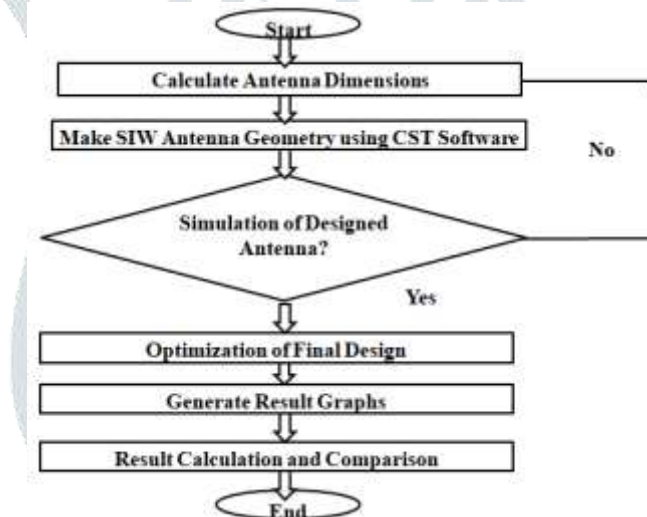 Start
Calculate Antenna Dimensions
Make SIW Antenna Geometry using CST Software
No
Simulation of Designed
Antenna?
Yes
Optimization of Final Design
Generate Result Graphs
Result Calculation and Comparison
End